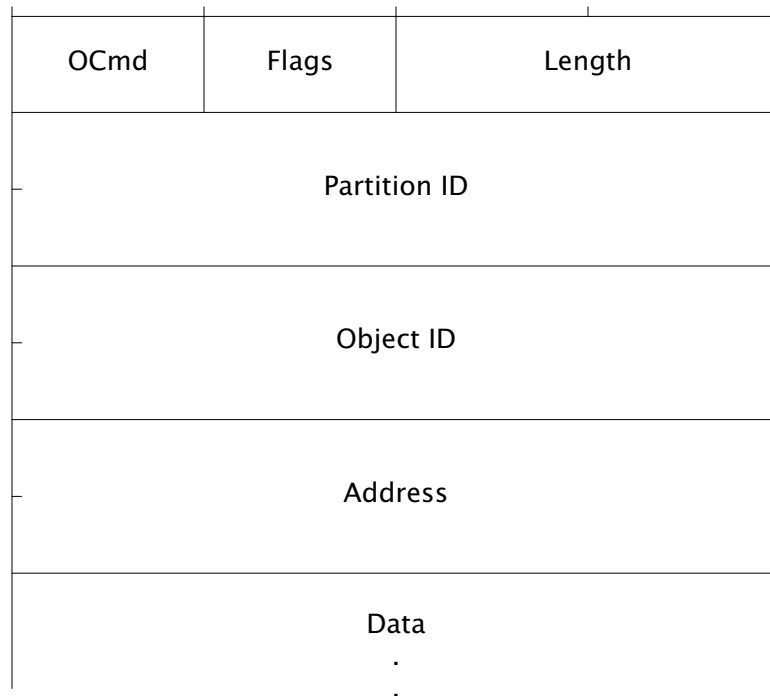 OCmd Flags Length
Partition ID
Object ID
Address
Data
.
.